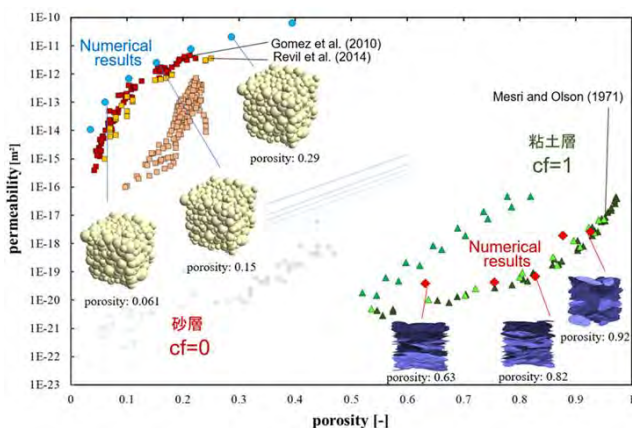 1E-10
1E-11
1E-12
1E-13
1E-14
1E-15
1E-16
1E-17
1E-18
1E-19
1E-20
1E-21
1E-22
1E-23
permeability [m²]
Numerical
results
Gomez et al. (2010)
Revil et al. (2014)
porosity: 0.29
porosity: 0.15
porosity: 0.061
砂層
cf=0
Mesri and Olson (1971)
粘土層
cf=1
Numerical
results
porosity: 0.92
porosity: 0.63
porosity: 0.82
0 0.1 0.2 0.3 0.4 0.5 0.6 0.7 0.8 0.9 1
porosity [-]